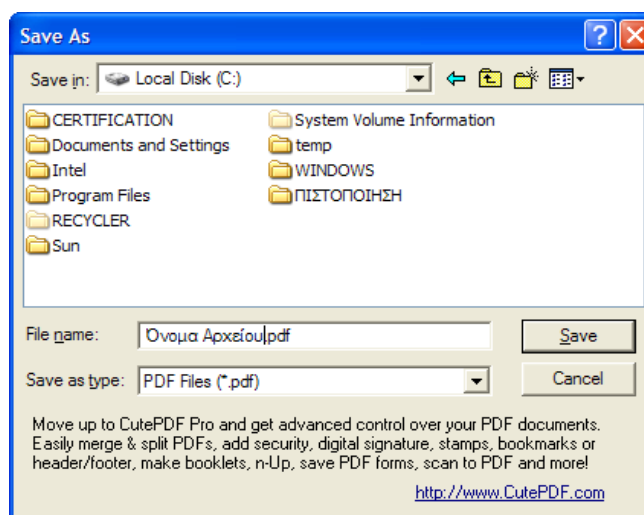 Save As
Save in: Local Disk (C:)
CERTIFICATION
Documents and Settings
Intel
Program Files
RECYCLER
Sun
System Volume Information
temp
WINDOWS
ΠΙΣΤΟΠΟΙΗΣΗ
File name: Όνομα Αρχείου.pdf
Save
Save as type: PDF Files (*.pdf)
Cancel
Move up to CutePDF Pro and get advanced control over your PDF documents.
Easily merge & split PDFs, add security, digital signature, stamps, bookmarks or
header/footer, make booklets, n-Up, save PDF forms, scan to PDF and more!
http://www.CutePDF.com